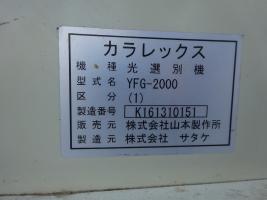 カラレックス
機種 光選別機
型式名 YFG-2000
区分 (1)
製造番号 K161310151
販売元 株式会社山本製作所
製造元 株式会社 サタケ